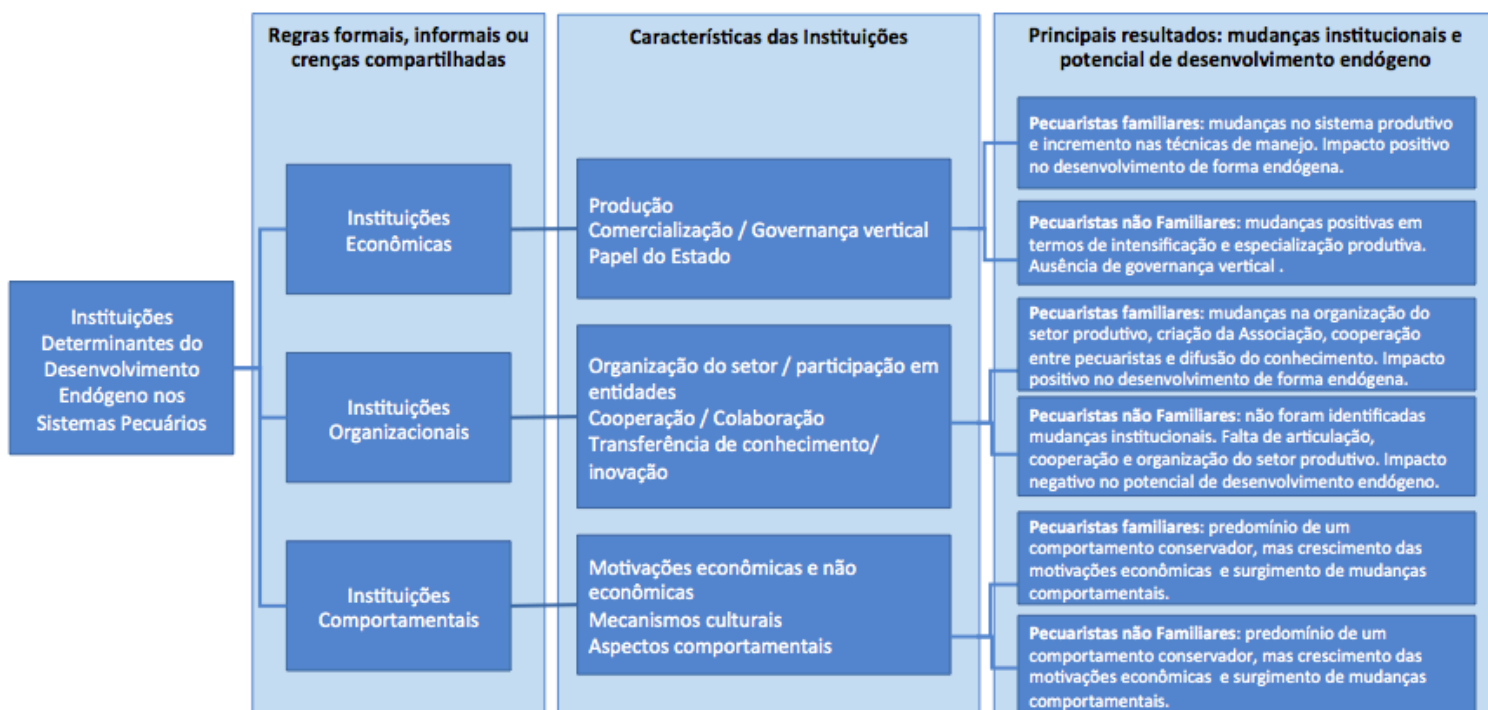 Regras formais, informais ou
crenças compartilhadas
Características das Instituições
Principais resultados: mudanças institucionais e
potencial de desenvolvimento endógeno
Instituições
Determinantes do
Desenvolvimento
Endógeno nos
Sistemas Pecuários
Instituições
Econômicas
Produção
Comercialização / Governança vertical
Papel do Estado
Pecuaristas familiares: mudanças no sistema produtivo
e incremento nas técnicas de manejo. Impacto positivo
no desenvolvimento de forma endógena.
Pecuaristas não Familiares: mudanças positivas em
termos de intensificação e especialização produtiva.
Ausência de governança vertical .
Instituições
Organizacionais
Organização do setor / participação em
entidades
Cooperação / Colaboração
Transferência de conhecimento/
inovação
Pecuaristas familiares: mudanças na organização do
setor produtivo, criação da Associação, cooperação
entre pecuaristas e difusão do conhecimento. Impacto
positivo no desenvolvimento de forma endógena.
Pecuaristas não Familiares: não foram identificadas
mudanças institucionais. Falta de articulação,
cooperação e organização do setor produtivo. Impacto
negativo no potencial de desenvolvimento endógeno.
Instituições
Comportamentais
Motivações econômicas e não
econômicas
Mecanismos culturais
Aspectos comportamentais
Pecuaristas familiares: predomínio de um
comportamento conservador, mas crescimento das
motivações econômicas e surgimento de mudanças
comportamentais.
Pecuaristas não Familiares: predomínio de um
comportamento conservador, mas crescimento das
motivações econômicas e surgimento de mudanças
comportamentais.